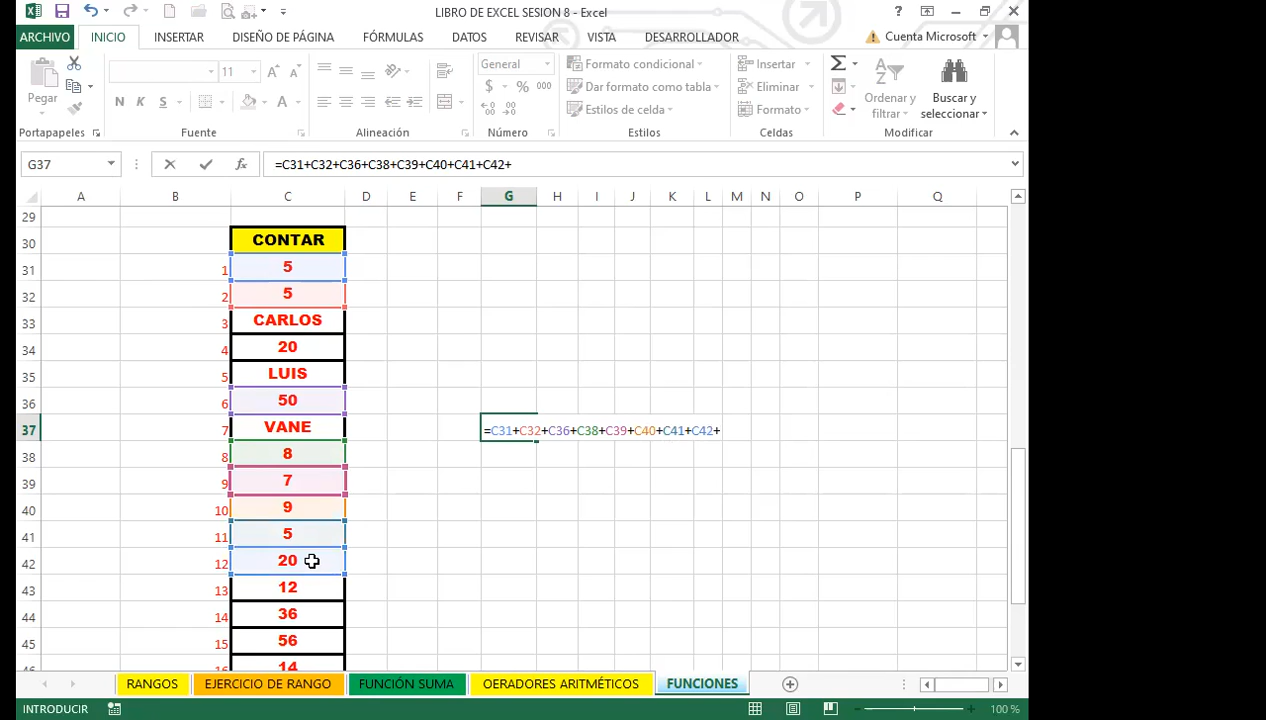 LIBRO DE EXCEL SESION 8 - Excel
ARCHIVO INICIO INSERTAR DISEÑO DE PÁGINA FÓRMULAS DATOS REVISAR VISTA DESARROLLADOR Cuenta Microsoft
Pegar
11
N K S
A A
A
General
$ % 000
Formato condicional
Dar formato como tabla
Estilos de celda
Insertar
Eliminar
Formato
Σ
Ordenar y filtrar
Buscar y seleccionar
Portapapeles Fuente Alineación Número Estilos Celdas Modificar
G37 fx =C31+C32+C36+C38+C39+C40+C41+C42+
A B C D E F G H I J K L M N O P Q
29
30 CONTAR
31 1 5
32 2 5
33 3 CARLOS
34 4 20
35 5 LUIS
36 6 50
37 7 VANE =C31+C32+C36+C38+C39+C40+C41+C42+
38 8 8
39 9 7
40 10 9
41 11 5
42 12 20
43 13 12
44 14 36
45 15 56
46 16 14
RANGOS EJERCICIO DE RANGO FUNCIÓN SUMA OERADORES ARITMÉTICOS FUNCIONES
INTRODUCIR 100 %